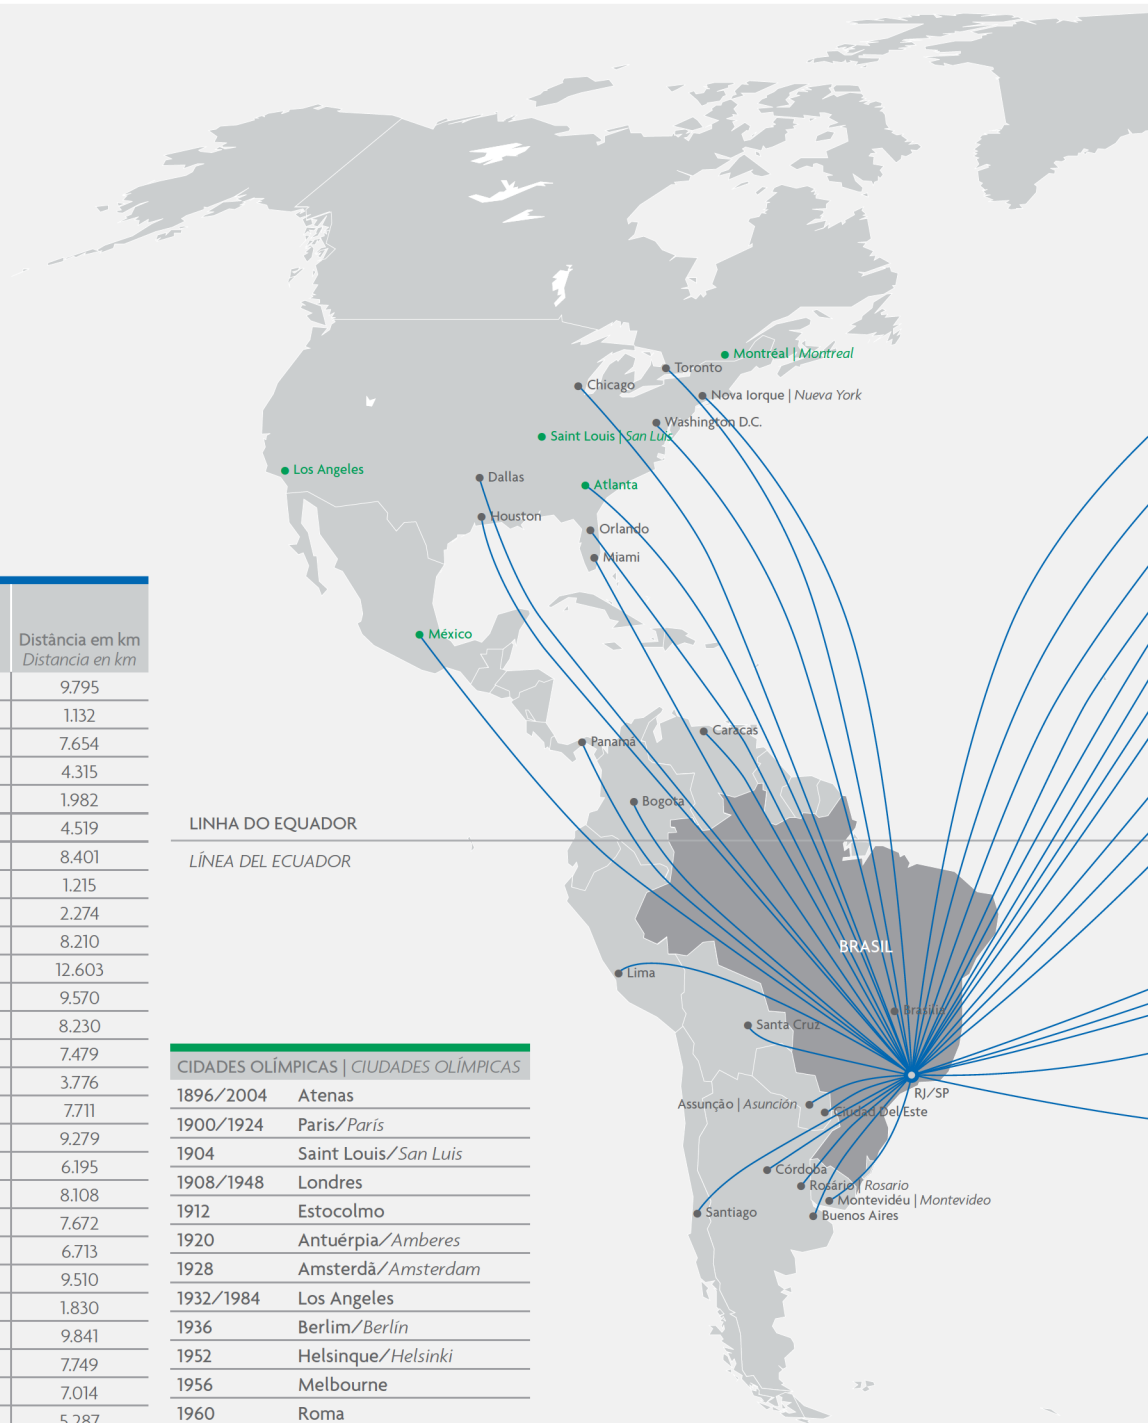 Montréal | Montreal
Toronto
Chicago
Nova Iorque | Nueva York
Washington D.C.
Saint Louis | San Luis
Los Angeles
Dallas
Atlanta
Houston
Orlando
Miami
México
Caracas
Panamá
Bogota
LINHA DO EQUADOR
LÍNEA DEL ECUADOR
BRASIL
Lima
Brasília
Santa Cruz
RJ/SP
Assunção | Asunción
Ciudad Del Este
Córdoba
Rosário | Rosario
Montevidéu | Montevideo
Santiago
Buenos Aires
Distância em km
Distancia en km
9.795
1.132
7.654
4.315
1.982
4.519
8.401
1.215
2.274
8.210
12.603
9.570
8.230
7.479
3.776
7.711
9.279
6.195
8.108
7.672
6.713
9.510
1.830
9.841
7.749
7.014
5.287
CIDADES OLÍMPICAS | CIUDADES OLÍMPICAS
1896/2004 Atenas
1900/1924 Paris/París
1904 Saint Louis/San Luis
1908/1948 Londres
1912 Estocolmo
1920 Antuérpia/Amberes
1928 Amsterdã/Amsterdam
1932/1984 Los Angeles
1936 Berlim/Berlín
1952 Helsinque/Helsinki
1956 Melbourne
1960 Roma